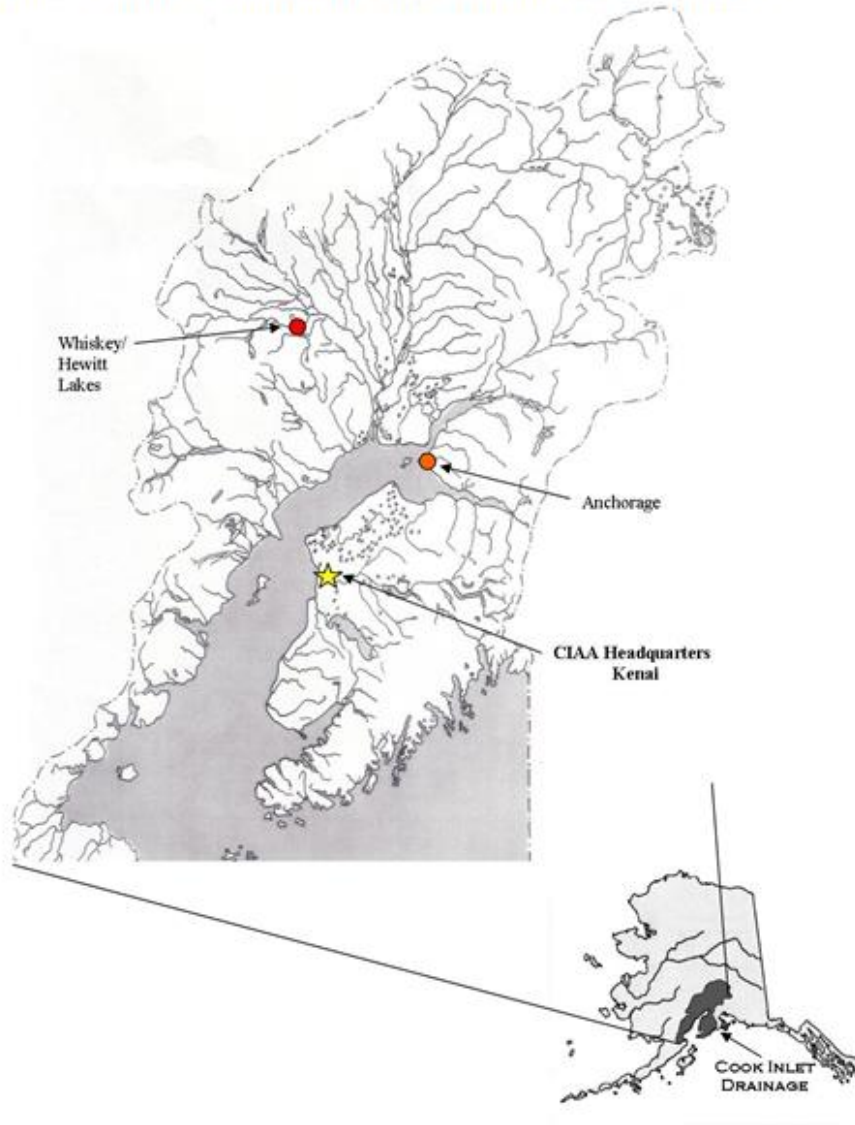 Whiskey/
Hewitt
Lakes
Anchorage
CIAA Headquarters
Kenai
COOK INLET
DRAINAGE